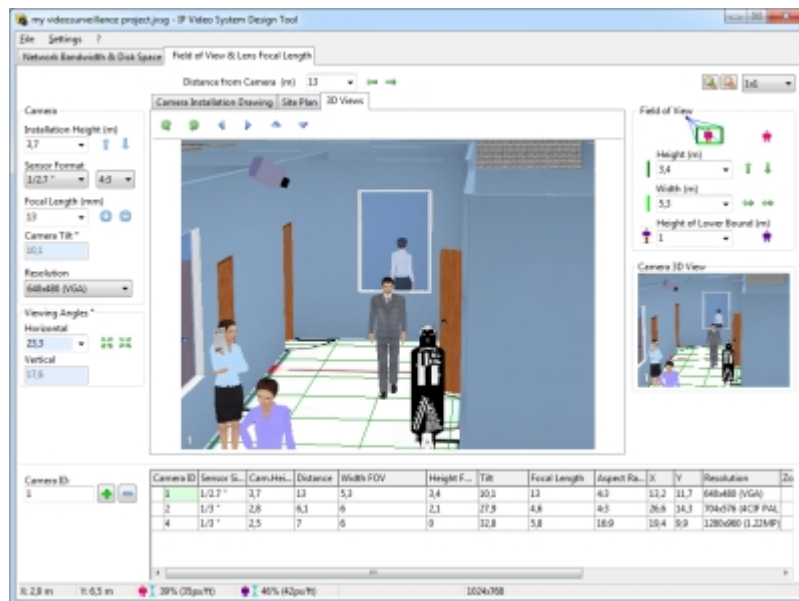 my videosurveillance project.jvsg - IP Video System Design Tool
File Settings ?
Network Bandwidth & Disk Space Field of View & Lens Focal Length
Distance from Camera (m) 13
1x1
Camera Installation Drawing Site Plan 3D Views
Camera
Installation Height (m)
3,7
Sensor Format
1/2.7 " 4:3
Focal Length (mm)
13
Camera Tilt °
10,1
Resolution
640x480 (VGA)
Viewing Angles °
Horizontal
23,3
Vertical
17,6
Field of View
Height (m)
3,4
Width (m)
5,3
Height of Lower Bound (m)
1
Camera 3D View
Camera ID:
1
Camera ID Sensor Si... Cam.Hei... Distance Width FOV Height F... Tilt Focal Length Aspect Ra... X Y Resolution Zo
1 1/2.7 " 3,7 13 5,3 3,4 10,1 13 4:3 13,2 11,7 640x480 (VGA)
2 1/3 " 2,8 6,1 6 2,1 27,9 4,6 4:3 26,6 14,3 704x576 (4CIF PAL
4 1/3 " 2,5 7 6 0 32,8 5,8 16:9 19,4 9,9 1280x960 (1.22MP)
X: 2,9 m Y: 6,5 m 39% (35px/ft) 46% (42px/ft) 1024x768